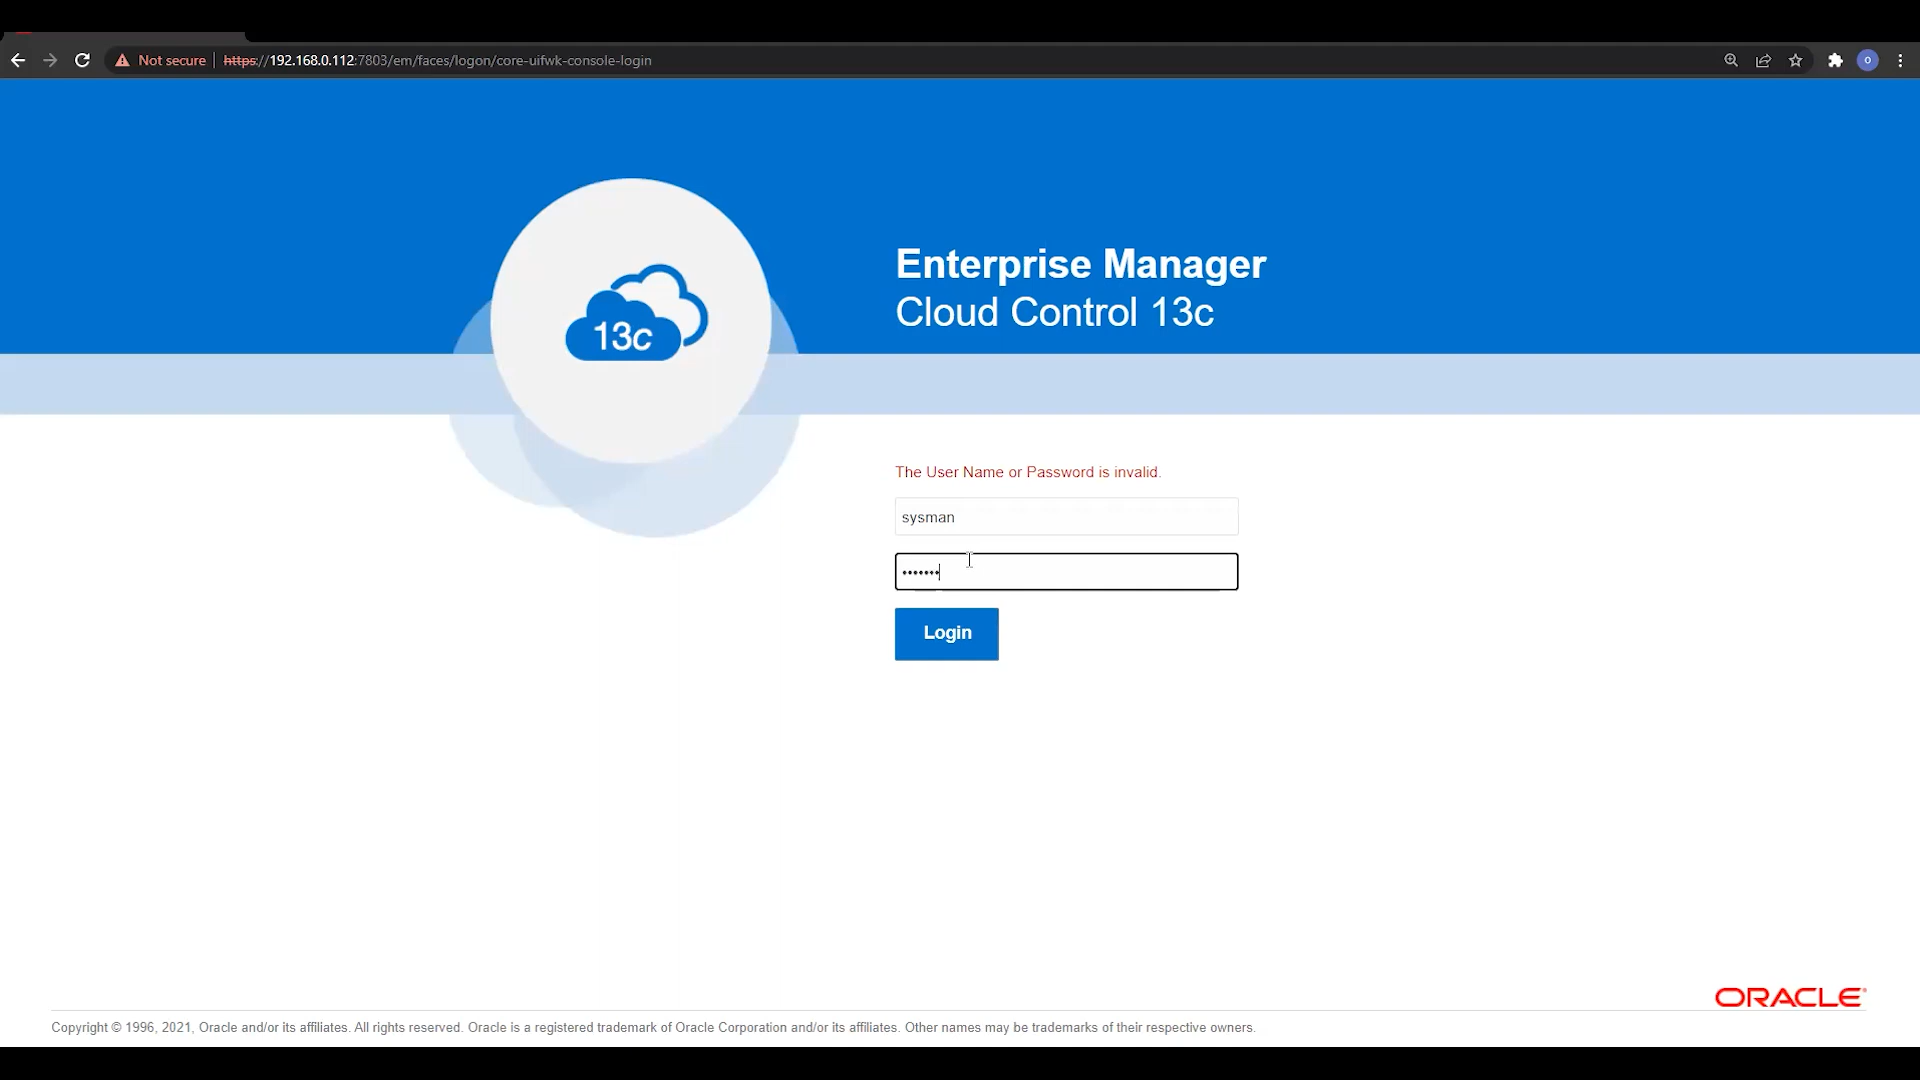 Not secure
https://192.168.0.112:7803/em/faces/logon/core-uifwk-console-login
O
13c
Enterprise Manager
Cloud Control 13c
The User Name or Password is invalid.
sysman
•••••••
Login
ORACLE®
Copyright © 1996, 2021, Oracle and/or its affiliates. All rights reserved. Oracle is a registered trademark of Oracle Corporation and/or its affiliates. Other names may be trademarks of their respective owners.